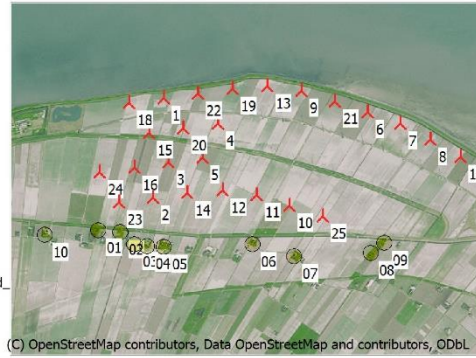 19 13 9
1 22 21
18 6
20 4 7
15 8
3 5 1
24 16
2 14 12 11 10
23 25
10 01 02 03 04 05 06 07 08 09
d_
(C) OpenStreetMap contributors, Data OpenStreetMap and contributors, ODbL